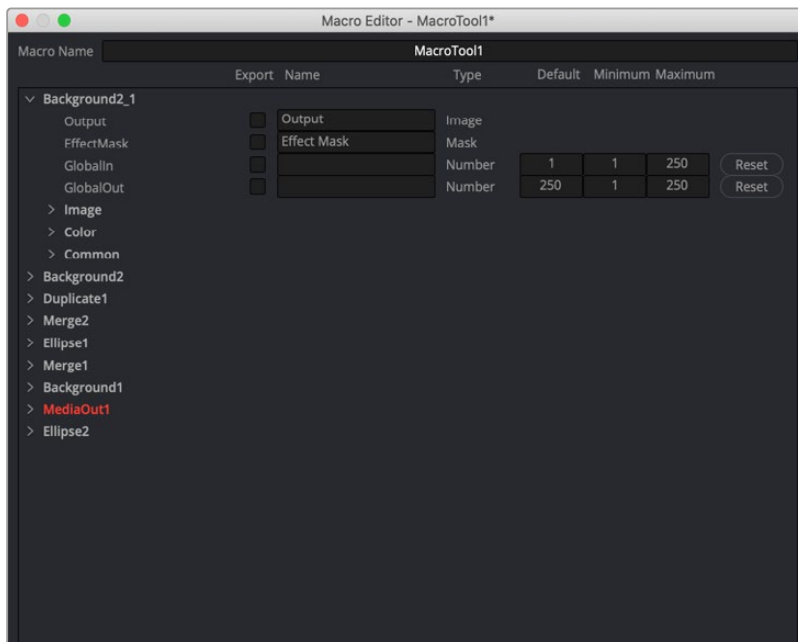 Macro Editor - MacroTool1*
Macro Name MacroTool1
Export Name Type Default Minimum Maximum
Background2_1
Output Output Image
EffectMask Effect Mask Mask
GlobalIn Number 1 1 250 Reset
GlobalOut Number 250 1 250 Reset
Image
Color
Common
Background2
Duplicate1
Merge2
Ellipse1
Merge1
Background1
MediaOut1
Ellipse2